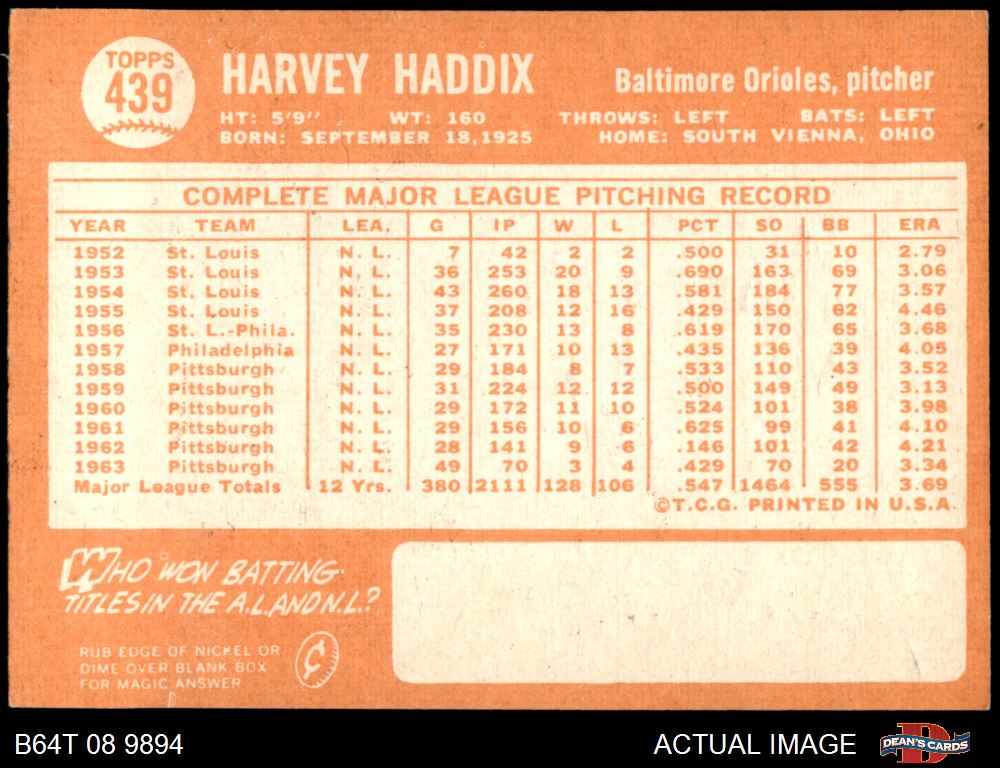 TOPPS
439
HARVEY HADDIX
Baltimore Orioles, pitcher
HT: 5'9" WT: 160 THROWS: LEFT BATS: LEFT
BORN: SEPTEMBER 18, 1925 HOME: SOUTH VIENNA, OHIO
COMPLETE MAJOR LEAGUE PITCHING RECORD
YEAR TEAM LEA. G IP W L PCT SO BB ERA
1952 St. Louis N. L. 7 42 2 2 .500 31 10 2.79
1953 St. Louis N. L. 36 253 20 9 .690 163 69 3.06
1954 St. Louis N. L. 43 260 18 13 .581 184 77 3.57
1955 St. Louis N. L. 37 208 12 16 .429 150 62 4.46
1956 St. L.-Phila. N. L. 35 230 13 8 .619 170 65 3.68
1957 Philadelphia N. L. 27 171 10 13 .435 136 39 4.05
1958 Pittsburgh N. L. 29 184 8 7 .533 110 43 3.52
1959 Pittsburgh N. L. 31 224 12 12 .500 149 49 3.13
1960 Pittsburgh N. L. 29 172 11 10 .524 101 38 3.98
1961 Pittsburgh N. L. 29 156 10 6 .625 99 41 4.10
1962 Pittsburgh N. L. 28 141 9 6 .146 101 42 4.21
1963 Pittsburgh N. L. 49 70 3 4 .429 70 20 3.34
Major League Totals 12 Yrs. 380 2111 128 106 .547 1464 555 3.69
©T.C.G. PRINTED IN U.S.A.
WHO WON BATTING
TITLES IN THE A.L. AND N.L.?
RUB EDGE OF NICKEL OR
DIME OVER BLANK BOX
FOR MAGIC ANSWER
¢
B64T 08 9894
ACTUAL IMAGE
D
DEAN'S CARDS